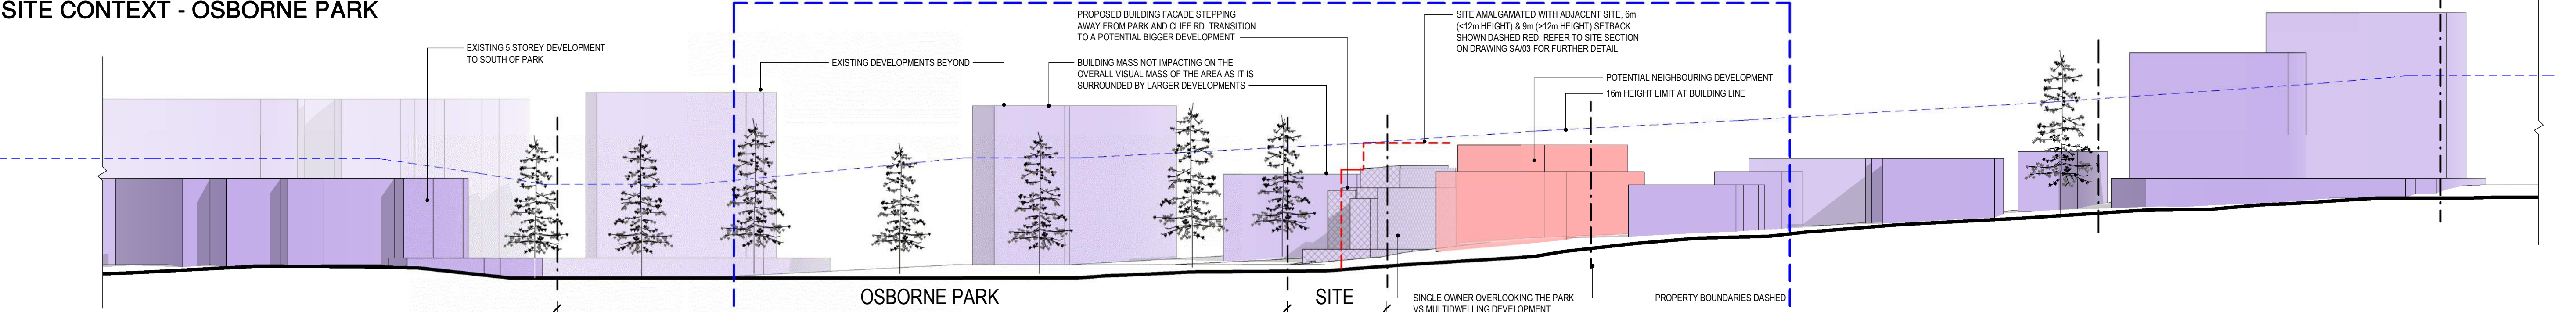 SITE CONTEXT - OSBORNE PARK
EXISTING 5 STOREY DEVELOPMENT
TO SOUTH OF PARK
EXISTING DEVELOPMENTS BEYOND
PROPOSED BUILDING FACADE STEPPING
AWAY FROM PARK AND CLIFF RD. TRANSITION
TO A POTENTIAL BIGGER DEVELOPMENT
BUILDING MASS NOT IMPACTING ON THE
OVERALL VISUAL MASS OF THE AREA AS IT IS
SURROUNDED BY LARGER DEVELOPMENTS
SITE AMALGAMATED WITH ADJACENT SITE, 6m
(<12m HEIGHT) & 9m (>12m HEIGHT) SETBACK
SHOWN DASHED RED. REFER TO SITE SECTION
ON DRAWING SA/03 FOR FURTHER DETAIL
POTENTIAL NEIGHBOURING DEVELOPMENT
16m HEIGHT LIMIT AT BUILDING LINE
OSBORNE PARK
SITE
SINGLE OWNER OVERLOOKING THE PARK
VS MULTIDWELLING DEVELOPMENT
PROPERTY BOUNDARIES DASHED